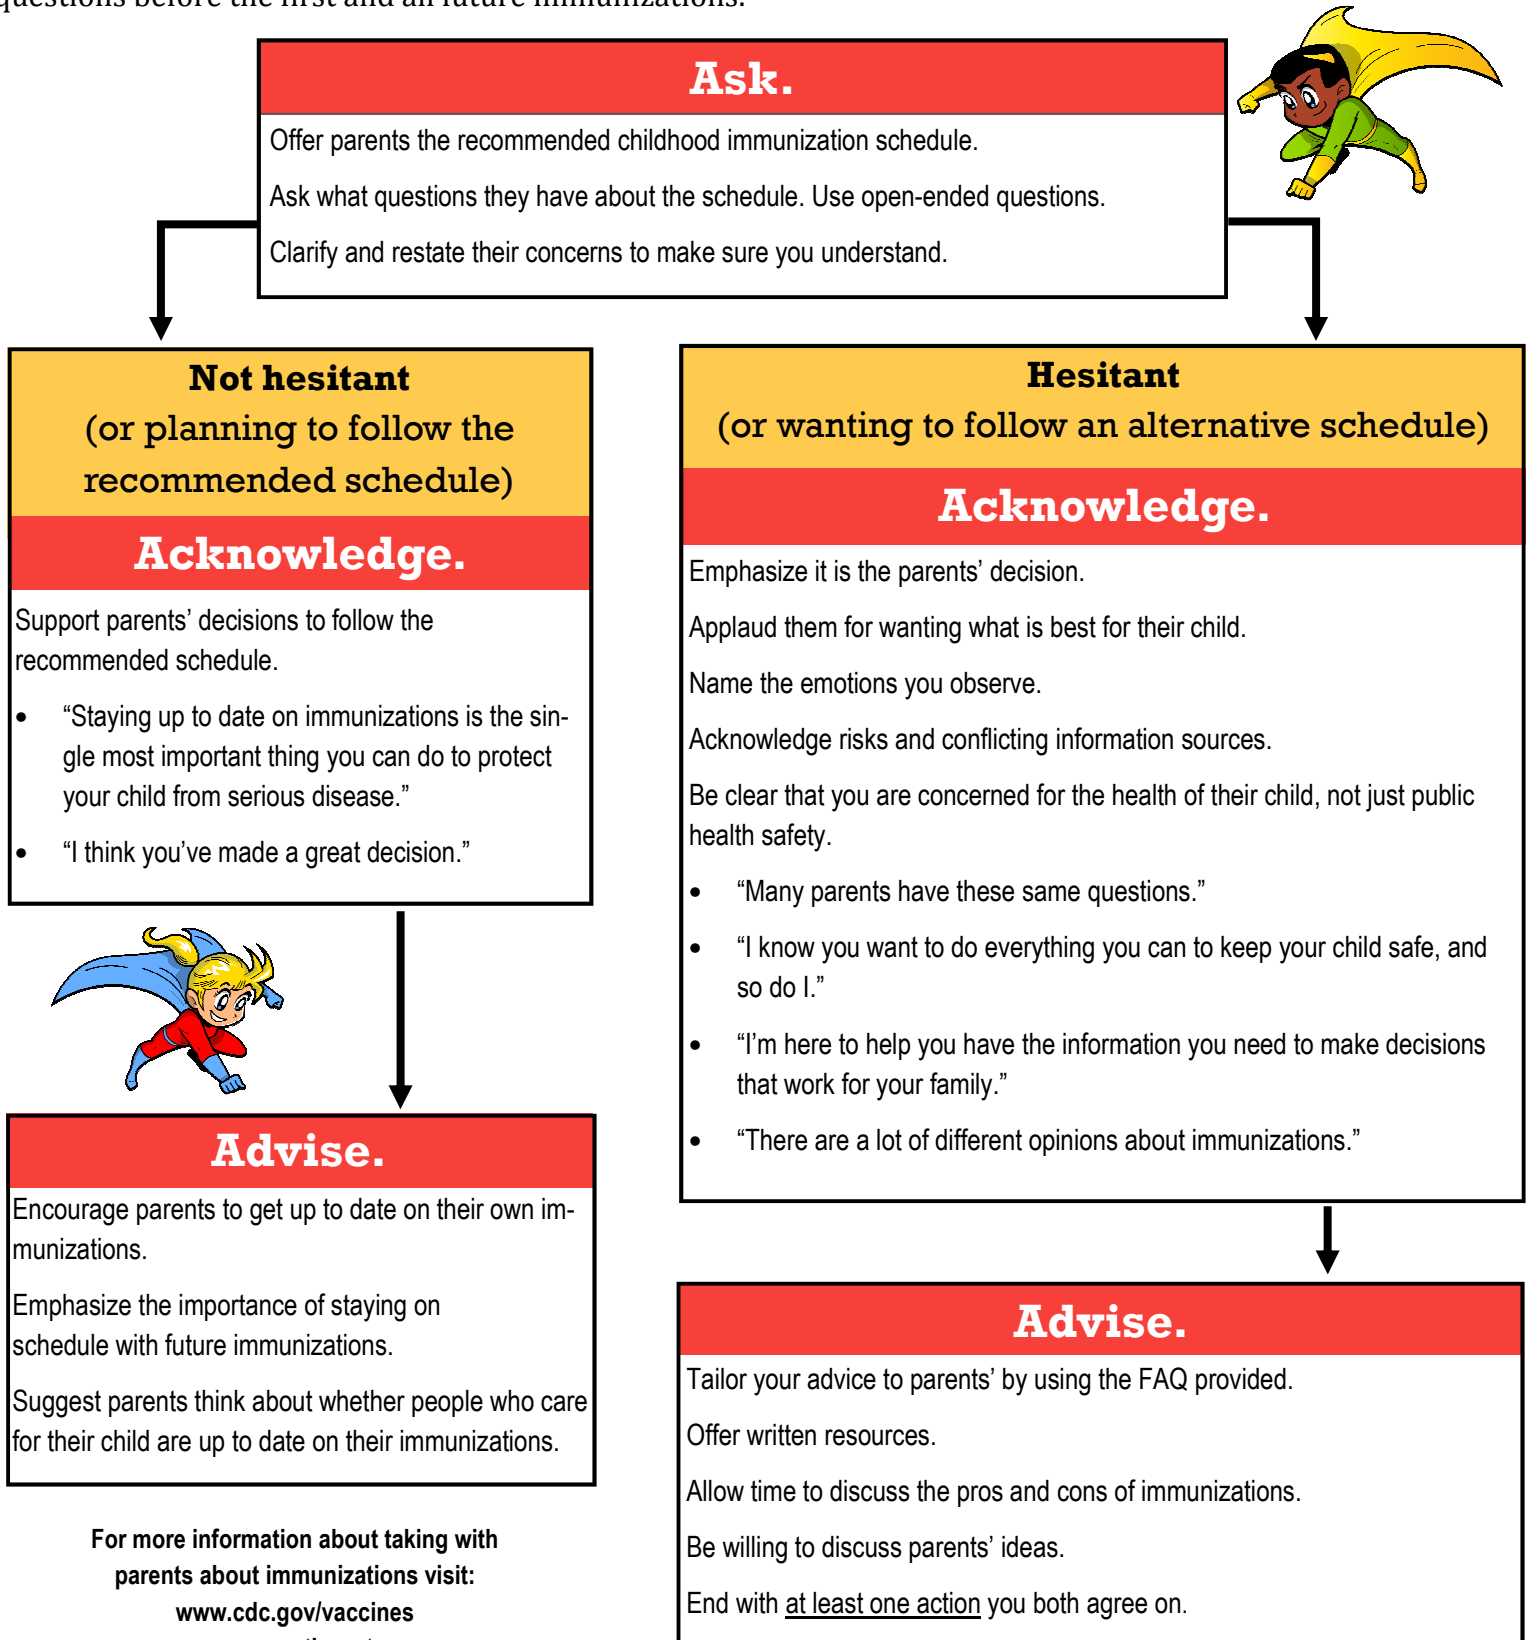 questions before the first and all future immunizations.
Ask.
Offer parents the recommended childhood immunization schedule.
Ask what questions they have about the schedule. Use open-ended questions.
Clarify and restate their concerns to make sure you understand.
Not hesitant
(or planning to follow the
recommended schedule)
Acknowledge.
Support parents’ decisions to follow the
recommended schedule.
• “Staying up to date on immunizations is the sin-
gle most important thing you can do to protect
your child from serious disease.”
• “I think you’ve made a great decision.”
Advise.
Encourage parents to get up to date on their own im-
munizations.
Emphasize the importance of staying on
schedule with future immunizations.
Suggest parents think about whether people who care
for their child are up to date on their immunizations.
For more information about taking with
parents about immunizations visit:
www.cdc.gov/vaccines
Hesitant
(or wanting to follow an alternative schedule)
Acknowledge.
Emphasize it is the parents’ decision.
Applaud them for wanting what is best for their child.
Name the emotions you observe.
Acknowledge risks and conflicting information sources.
Be clear that you are concerned for the health of their child, not just public
health safety.
• “Many parents have these same questions.”
• “I know you want to do everything you can to keep your child safe, and
so do I.”
• “I’m here to help you have the information you need to make decisions
that work for your family.”
• “There are a lot of different opinions about immunizations.”
Advise.
Tailor your advice to parents’ by using the FAQ provided.
Offer written resources.
Allow time to discuss the pros and cons of immunizations.
Be willing to discuss parents’ ideas.
End with at least one action you both agree on.